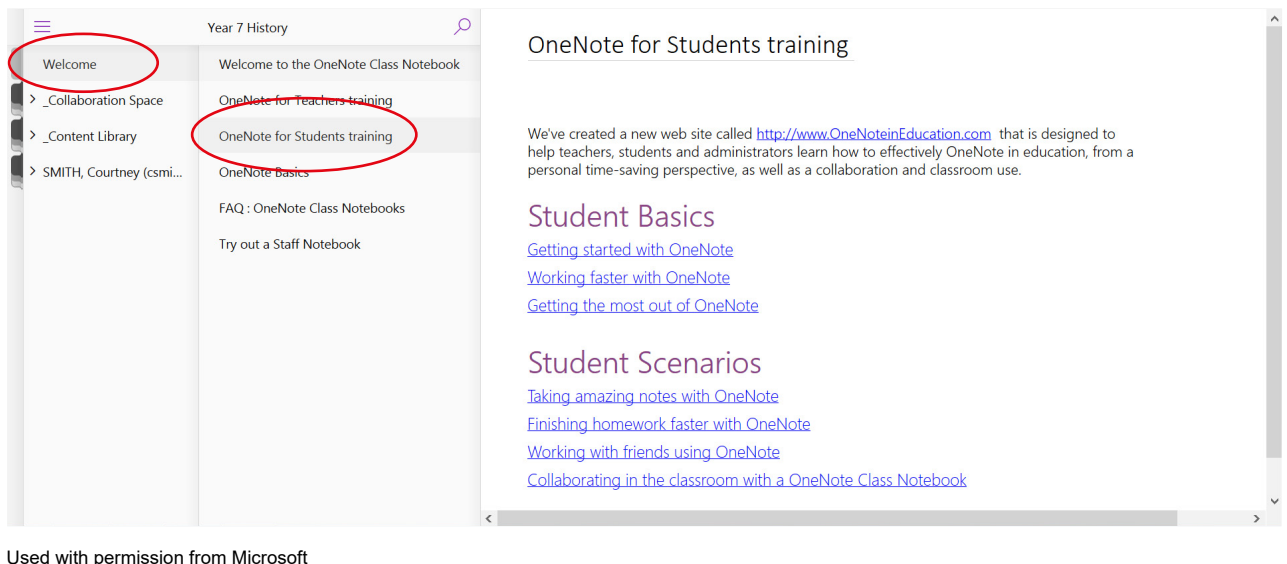 Year 7 History
Welcome
_Collaboration Space
_Content Library
SMITH, Courtney (csmi...
Welcome to the OneNote Class Notebook
OneNote for Teachers training
OneNote for Students training
OneNote Basics
FAQ : OneNote Class Notebooks
Try out a Staff Notebook
OneNote for Students training
We've created a new web site called http://www.OneNoteinEducation.com that is designed to
help teachers, students and administrators learn how to effectively OneNote in education, from a
personal time-saving perspective, as well as a collaboration and classroom use.
Student Basics
Getting started with OneNote
Working faster with OneNote
Getting the most out of OneNote
Student Scenarios
Taking amazing notes with OneNote
Finishing homework faster with OneNote
Working with friends using OneNote
Collaborating in the classroom with a OneNote Class Notebook
Used with permission from Microsoft